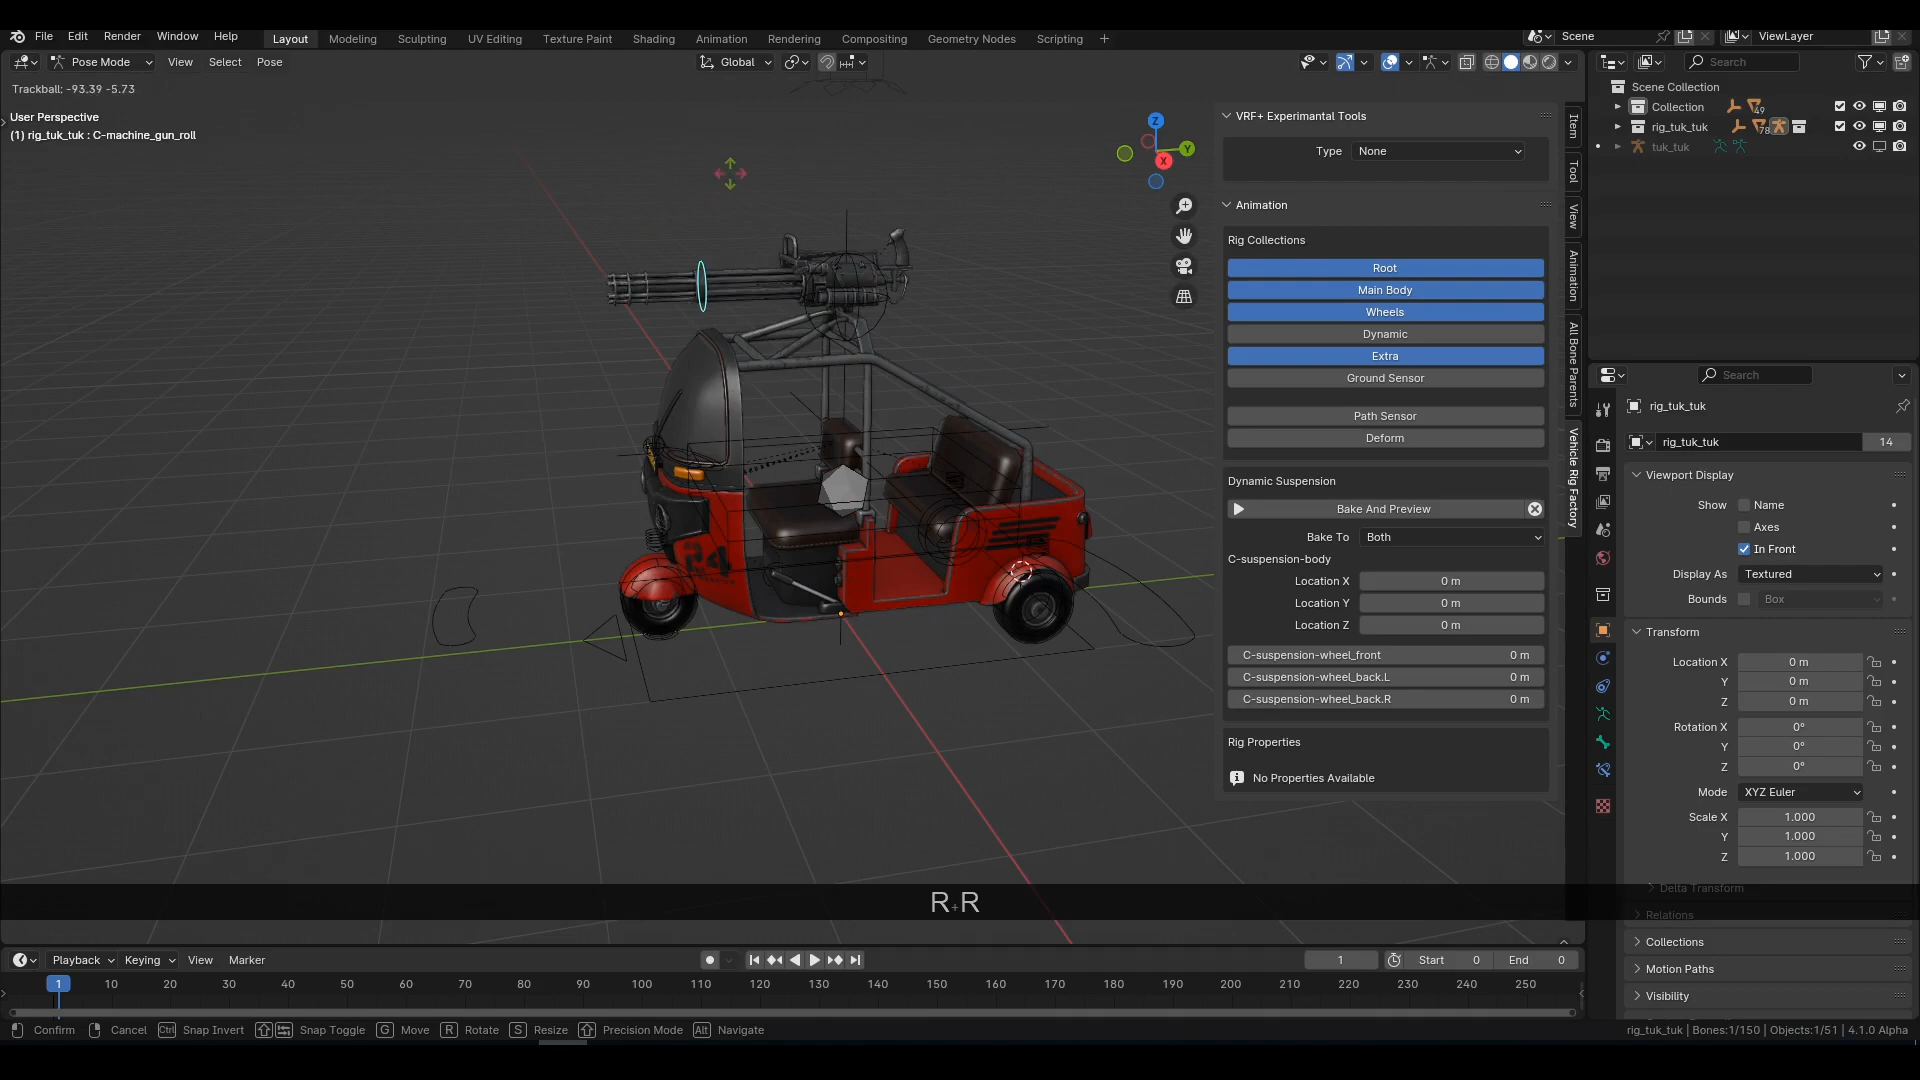 File Edit Render Window Help Layout Modeling Sculpting UV Editing Texture Paint Shading Animation Rendering Compositing Geometry Nodes Scripting + Scene ViewLayer
Pose Mode View Select Pose Global Search
Trackball: -93.39 -5.73
User Perspective
(1) rig_tuk_tuk : C-machine_gun_roll
Z
Y
X
24
VRF+ Experimantal Tools
Type None
Animation
Rig Collections
Root
Main Body
Wheels
Dynamic
Extra
Ground Sensor
Path Sensor
Deform
Dynamic Suspension
Bake And Preview
Bake To Both
C-suspension-body
Location X 0 m
Location Y 0 m
Location Z 0 m
C-suspension-wheel_front 0 m
C-suspension-wheel_back.L 0 m
C-suspension-wheel_back.R 0 m
Rig Properties
No Properties Available
Item
Tool
View
Animation
All Bone Parents
Vehicle Rig Factory
Scene Collection
Collection 49
rig_tuk_tuk 78
tuk_tuk
Search
rig_tuk_tuk
rig_tuk_tuk 14
Viewport Display
Show Name
Axes
In Front
Display As Textured
Bounds Box
Transform
Location X 0 m
Y 0 m
Z 0 m
Rotation X 0°
Y 0°
Z 0°
Mode XYZ Euler
Scale X 1.000
Y 1.000
Z 1.000
Delta Transform
Relations
Collections
Motion Paths
Visibility
R+R
Playback Keying View Marker 1 Start 0 End 0
1 10 20 30 40 50 60 70 80 90 100 110 120 130 140 150 160 170 180 190 200 210 220 230 240 250
Confirm Cancel Ctrl Snap Invert Snap Toggle G Move R Rotate S Resize Precision Mode Alt Navigate
rig_tuk_tuk | Bones:1/150 | Objects:1/51 | 4.1.0 Alpha